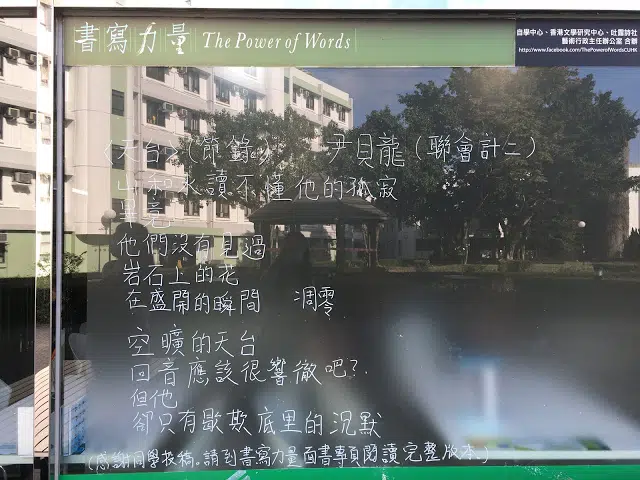 書寫力量 The Power of Words
自學中心、香港文學研究中心、吐露詩社
藝術行政主任辦公室 合辦
http://www.facebook.com/ThePowerofWordsCUHK
〈天台〉(節錄) 尹貝龍(聯會計二)
山和水讀不懂他的孤寂
畢竟
他們沒有見過
岩石上的花
在盛開的瞬間 凋零
空曠的天台
回音應該很響徹吧?
但他
卻只有歇欺底里的沉默
(感謝同學投稿。請到書寫力量面書專頁閱讀完整版本。)